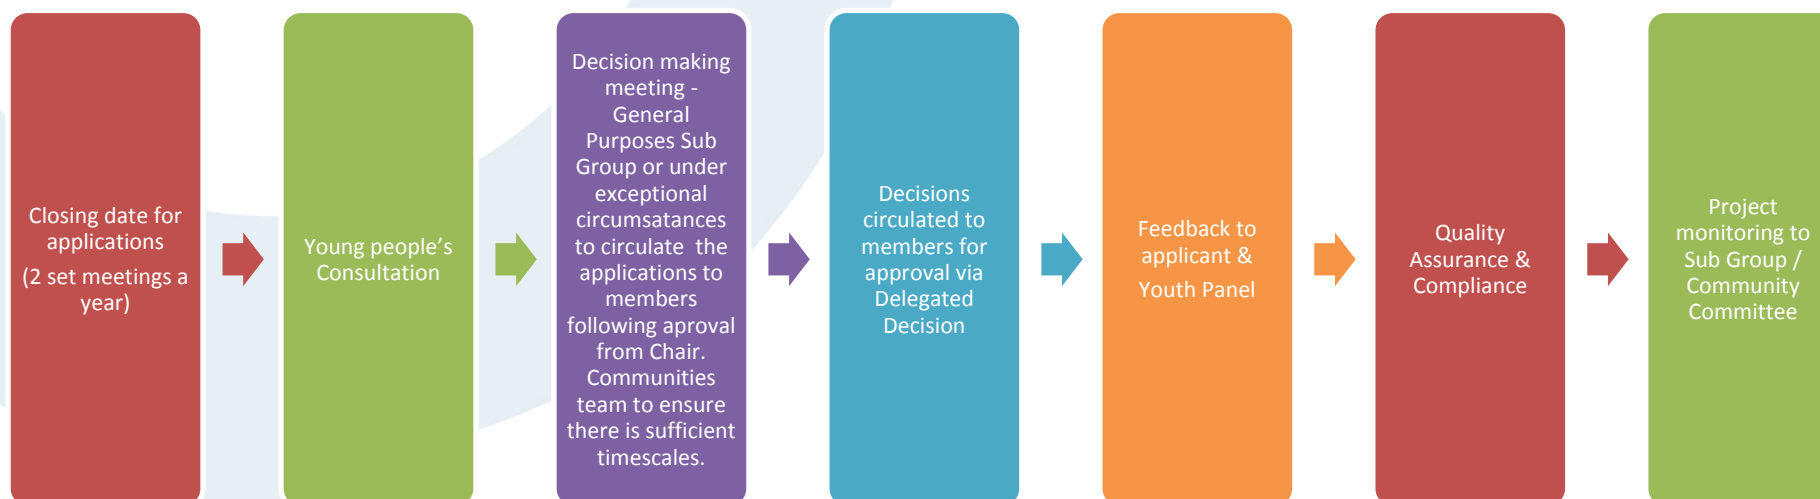 Closing date for
applications
(2 set meetings a
year)
Young people’s
Consultation
Decision making
meeting -
General
Purposes Sub
Group or under
exceptional
circumsatances
to circulate  the
applications to
members
following aproval
from Chair.
Communities
team to ensure
there is sufficient
timescales.
Decisions
circulated to
members for
approval via
Delegated
Decision
Feedback to
applicant &
Youth Panel
Quality
Assurance &
Compliance
Project
monitoring to
Sub Group /
Community
Committee